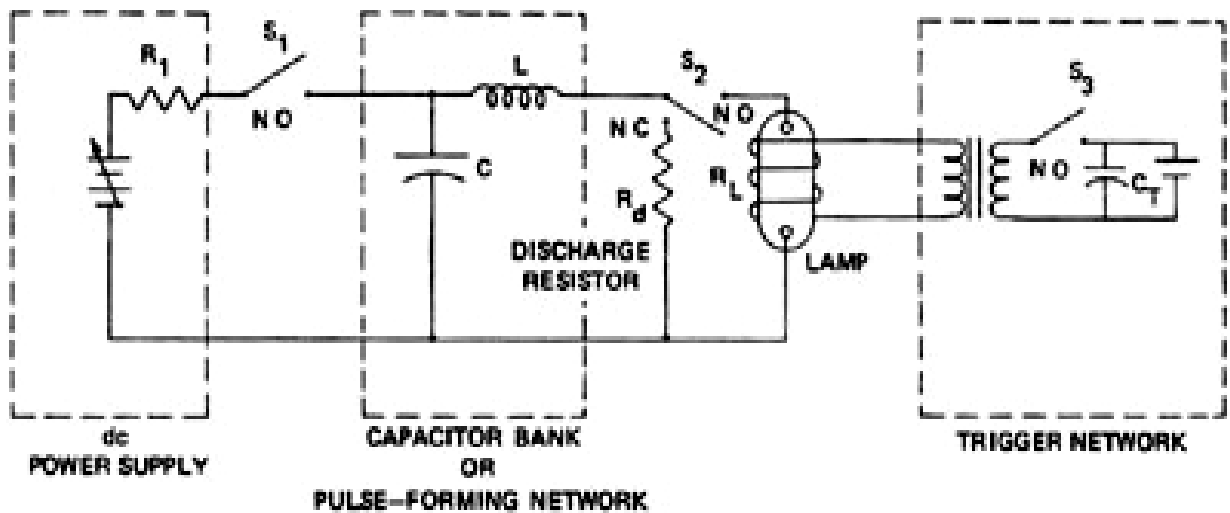 R1
S1
NO
L
C
S2
NC
NO
Rd
DISCHARGE
RESISTOR
RL
LAMP
S3
NO
CT
dc
POWER SUPPLY
CAPACITOR BANK
OR
PULSE-FORMING NETWORK
TRIGGER NETWORK